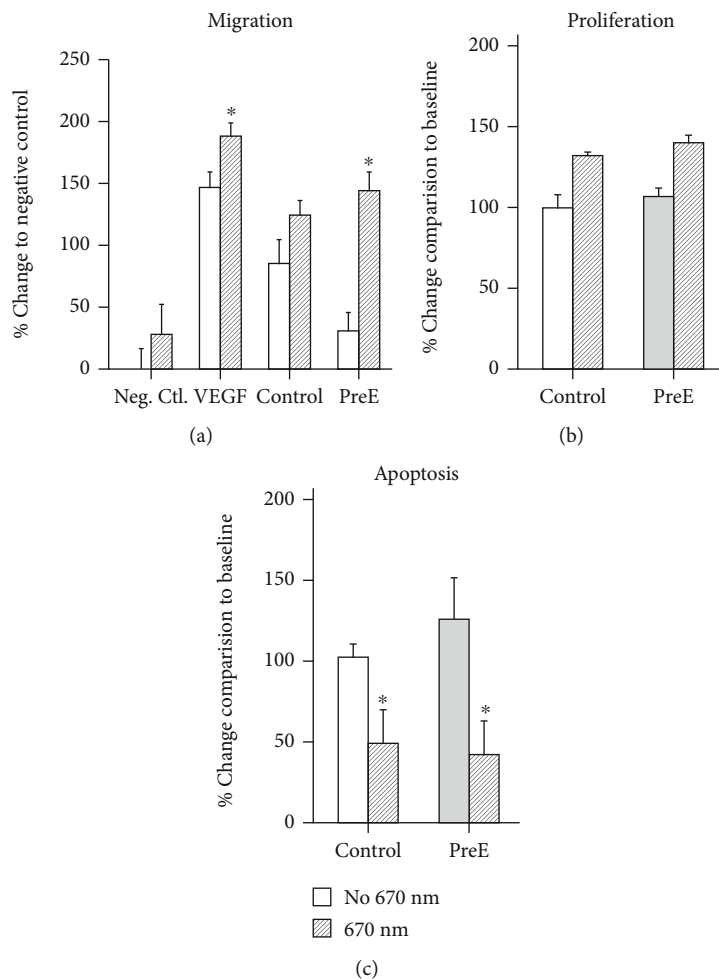 Migration
% Change to negative control
250
200
150
100
50
0
*
*
Neg. Ctl. VEGF Control PreE
(a)
Proliferation
% Change comparision to baseline
200
150
100
50
0
Control PreE
(b)
Apoptosis
% Change comparision to baseline
200
150
100
50
0
*
*
Control PreE
No 670 nm
670 nm
(c)